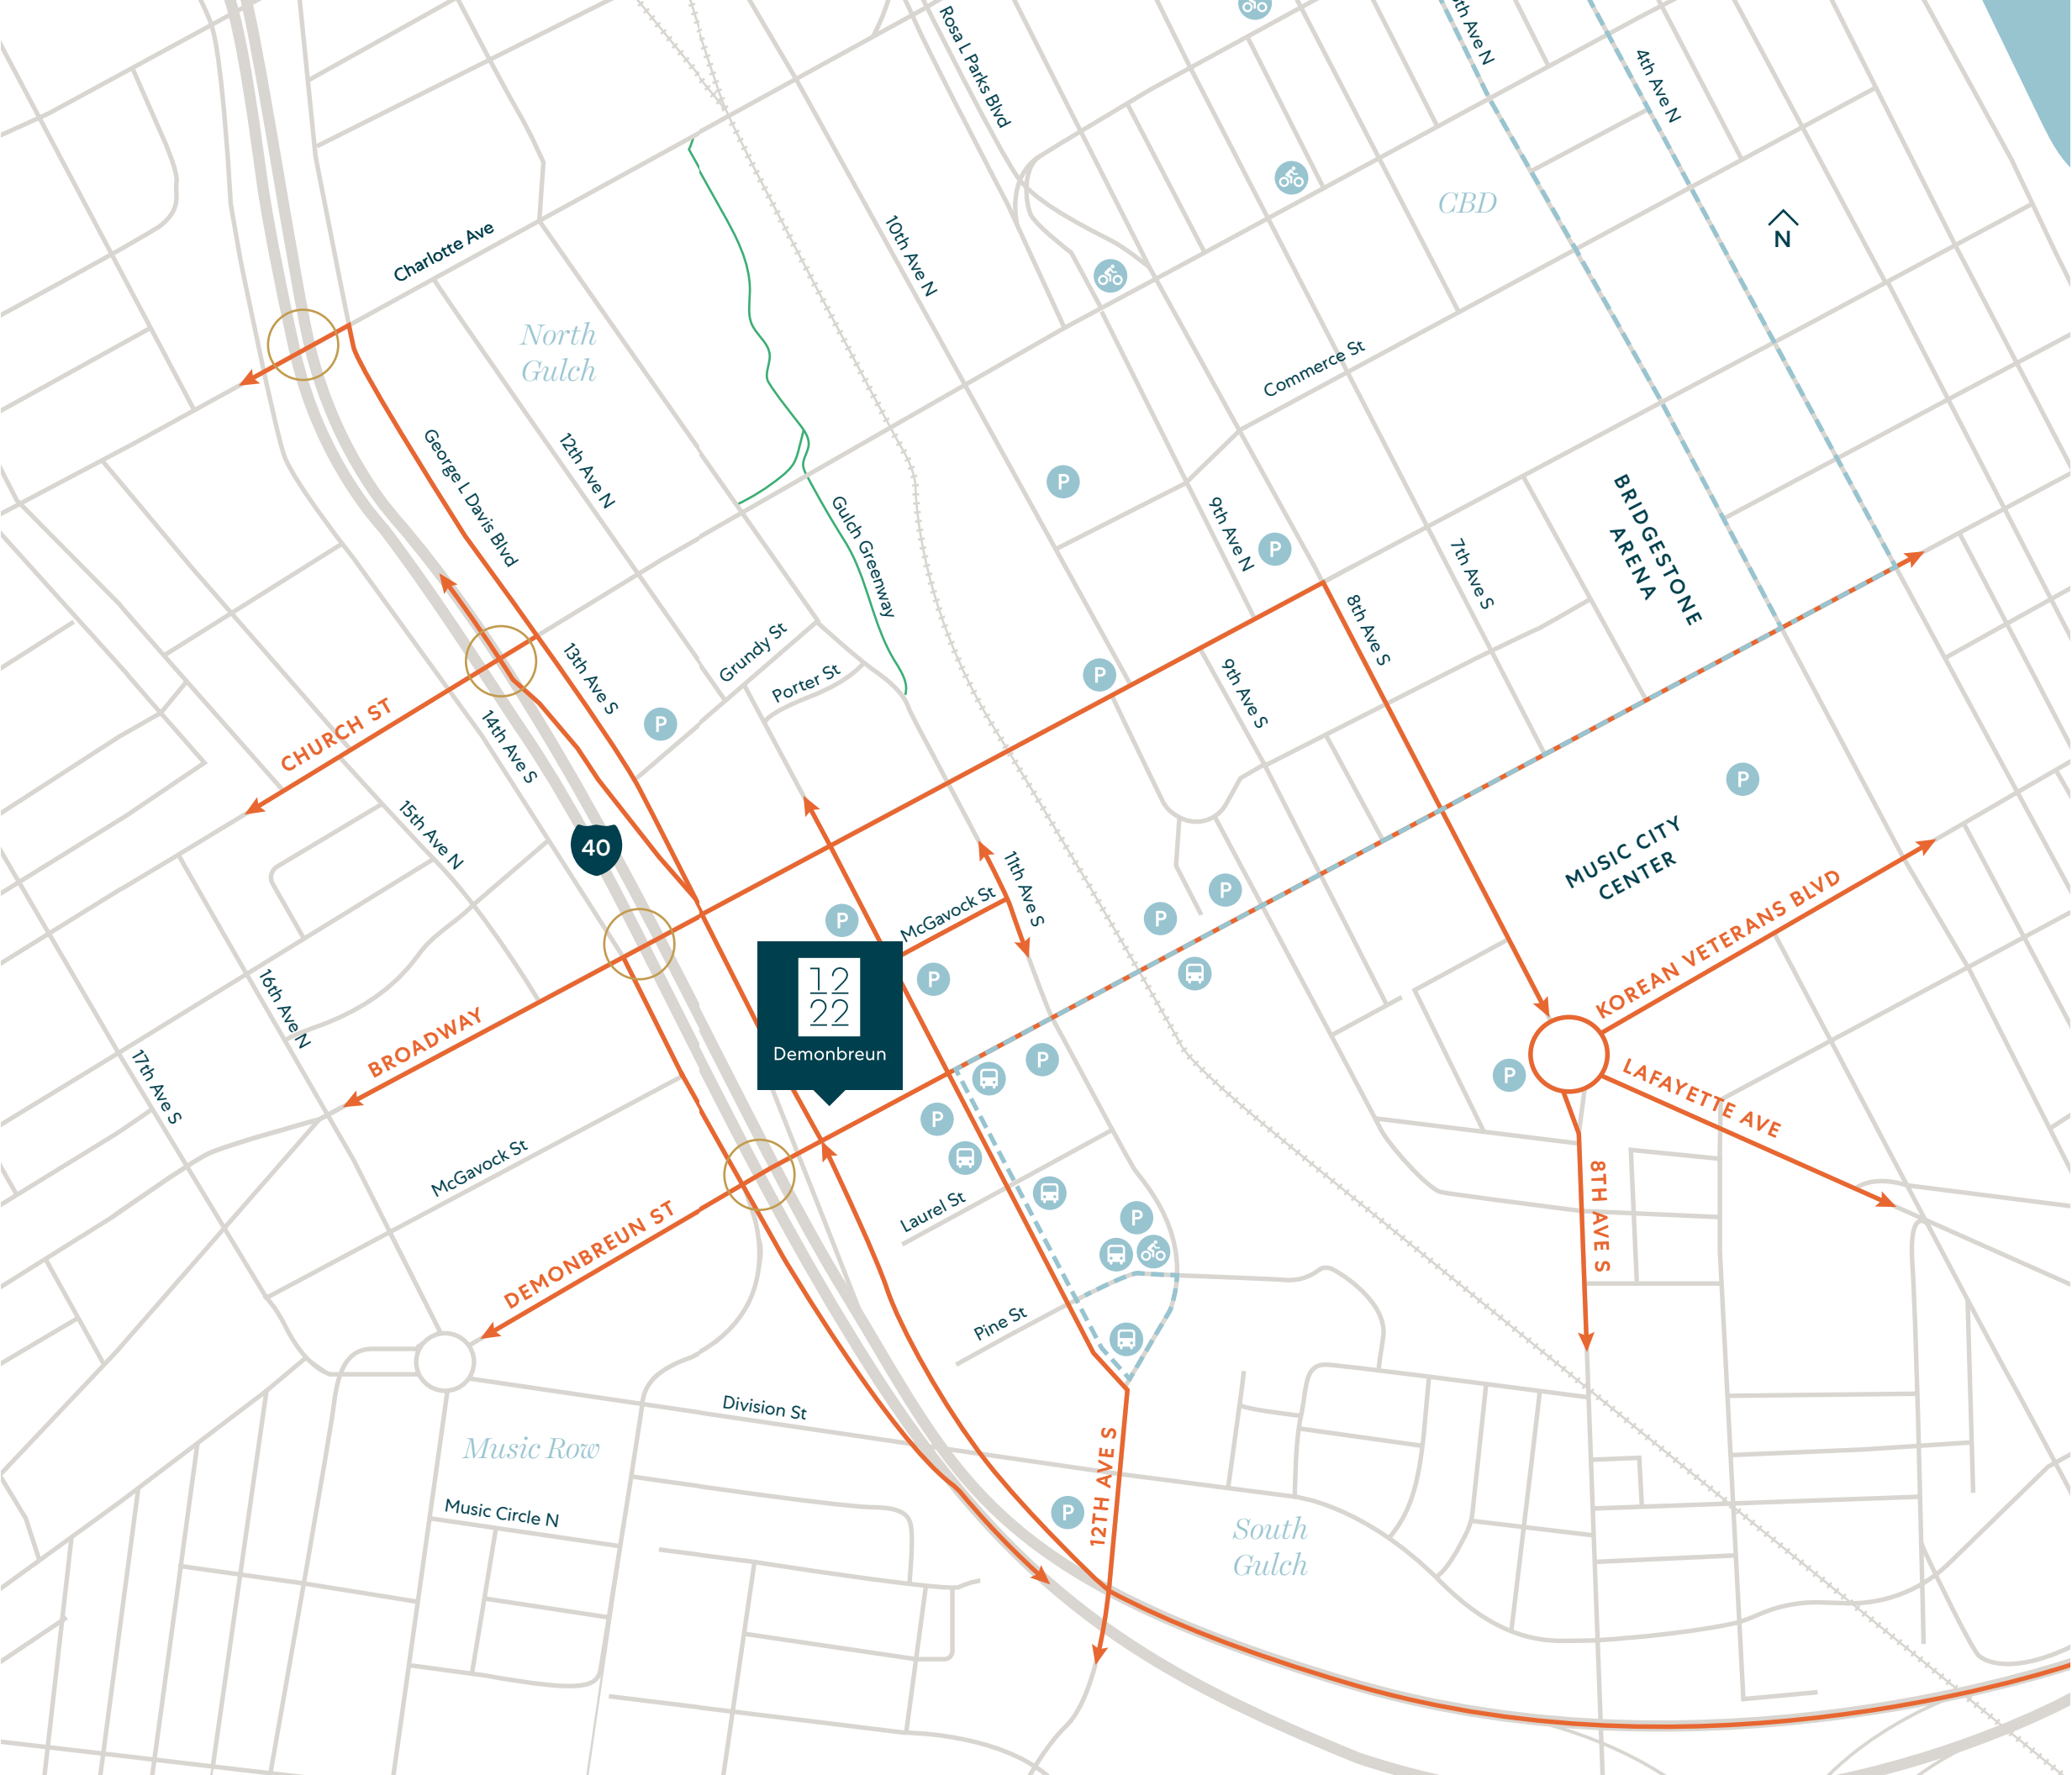 Rosa L Parks Blvd
th Ave N
4th Ave N
CBD
N
Charlotte Ave
10th Ave N
North
Gulch
Commerce St
George L Davis Blvd
12th Ave N
Gulch Greenway
9th Ave N
P
P
7th Ave S
BRIDGESTONE
ARENA
8th Ave S
Grundy St
Porter St
13th Ave S
P
P
9th Ave S
CHURCH ST
14th Ave S
15th Ave N
40
P
MUSIC CITY
CENTER
11th Ave S
McGavock St
P
P
P
P
KOREAN VETERANS BLVD
12
22
Demonbreun
16th Ave N
BROADWAY
17th Ave S
P
P
P
LAFAYETTE AVE
McGavock St
8TH AVE S
Laurel St
P
DEMONBREUN ST
Pine St
Division St
Music Row
12TH AVE S
Music Circle N
P
South
Gulch